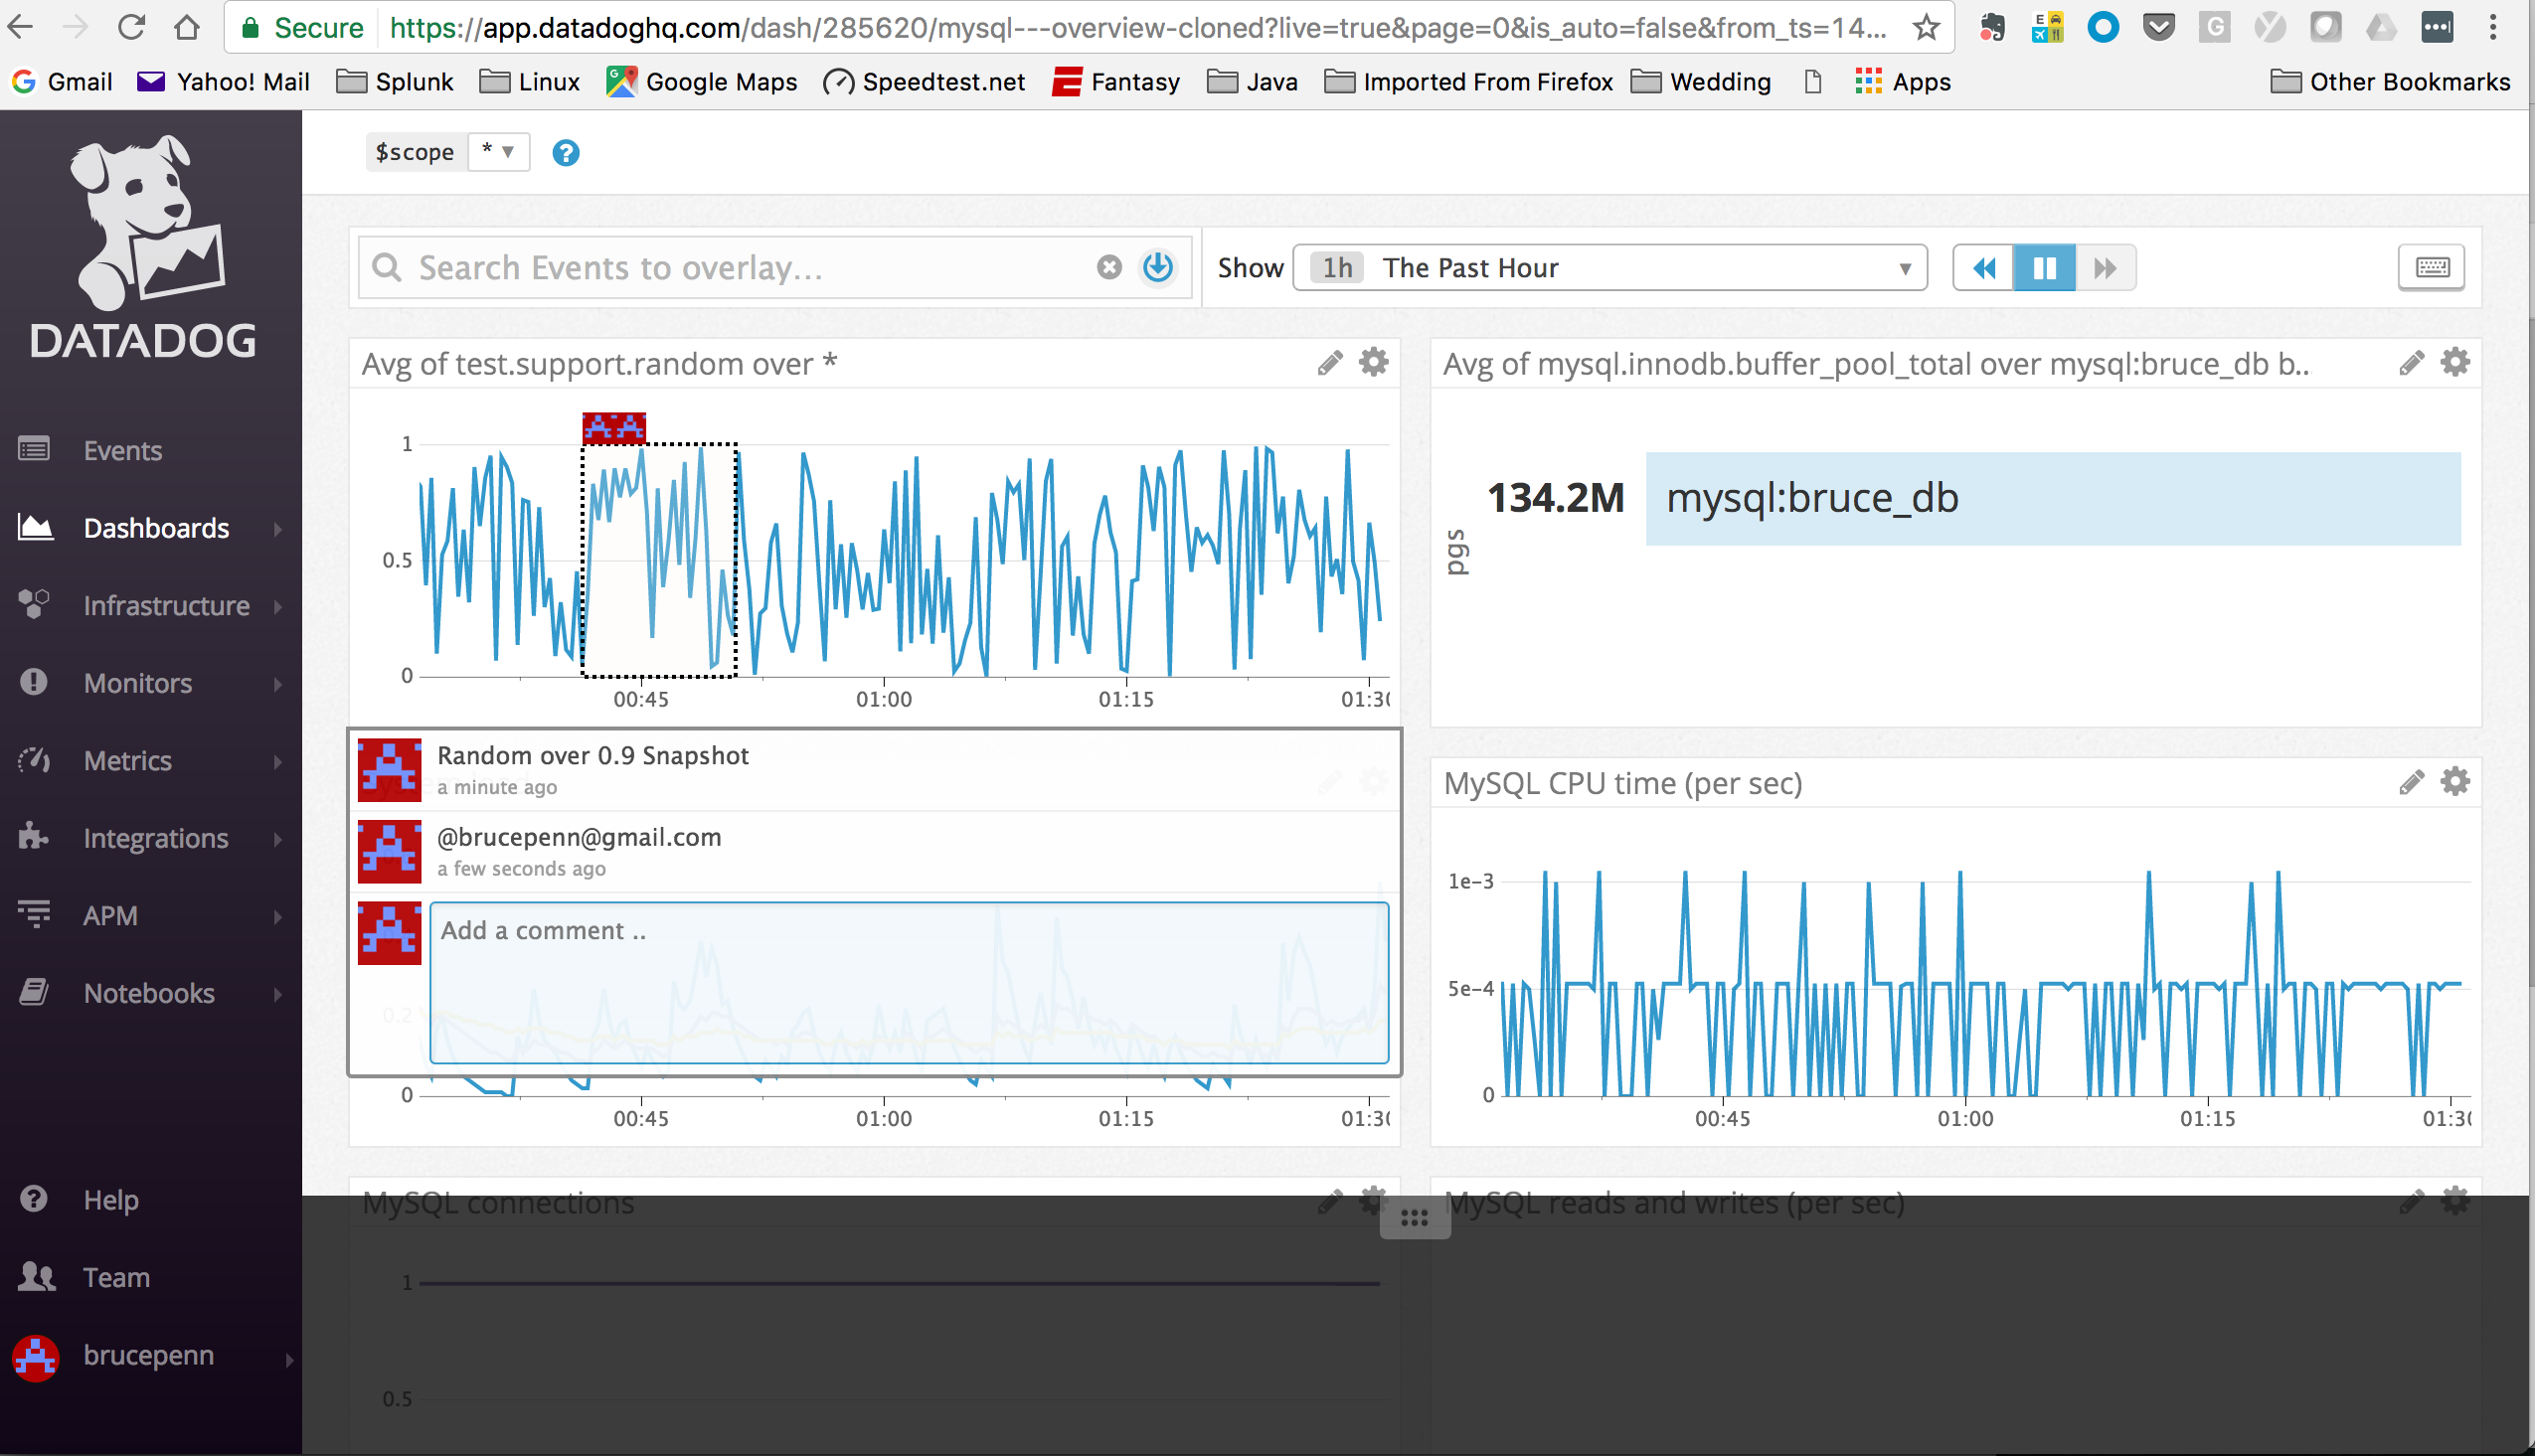 Secure https://app.datadoghq.com/dash/285620/mysql---overview-cloned?live=true&page=0&is_auto=false&from_ts=14...
Gmail Yahoo! Mail Splunk Linux Google Maps Speedtest.net Fantasy Java Imported From Firefox Wedding Apps Other Bookmarks
DATADOG
Events
Dashboards
Infrastructure
Monitors
Metrics
Integrations
APM
Notebooks
Help
Team
brucepenn
$scope * ?
Search Events to overlay...
Show 1h The Past Hour
Avg of test.support.random over *
1
0.5
0
00:45 01:00 01:15 01:30
Avg of mysql.innodb.buffer_pool_total over mysql:bruce_db b..
pgs
134.2M mysql:bruce_db
Random over 0.9 Snapshot
a minute ago
@brucepenn@gmail.com
a few seconds ago
Add a comment ..
0.2
0
00:45 01:00 01:15 01:30
MySQL CPU time (per sec)
1e-3
5e-4
0
00:45 01:00 01:15 01:30
MySQL connections
1
0.5
MySQL reads and writes (per sec)